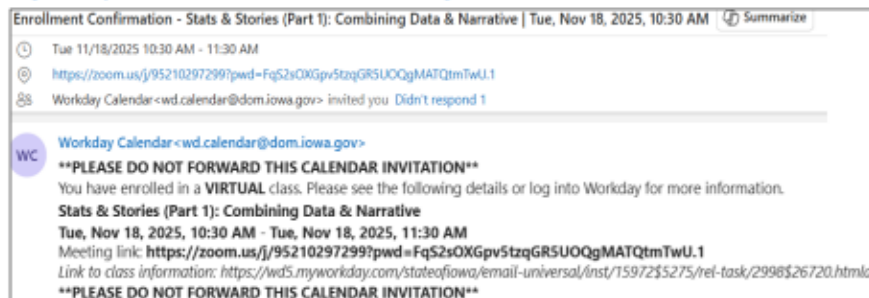 Enrollment Confirmation - Stats & Stories (Part 1): Combining Data & Narrative | Tue, Nov 18, 2025, 10:30 AM Summarize
Tue 11/18/2025 10:30 AM - 11:30 AM
https://zoom.us/j/95210297299?pwd=FqS2sOXGpv5tzqGR5UOQgMATQtmTwU.1
Workday Calendar<wd.calendar@dom.iowa.gov> invited you Didn't respond 1
WC
Workday Calendar<wd.calendar@dom.iowa.gov>
**PLEASE DO NOT FORWARD THIS CALENDAR INVITATION**
You have enrolled in a VIRTUAL class. Please see the following details or log into Workday for more information.
Stats & Stories (Part 1): Combining Data & Narrative
Tue, Nov 18, 2025, 10:30 AM - Tue, Nov 18, 2025, 11:30 AM
Meeting link: https://zoom.us/j/95210297299?pwd=FqS2sOXGpv5tzqGR5UOQgMATQtmTwU.1
Link to class information: https://wd5.myworkday.com/stateofiowa/email-universal/inst/15972$5275/rel-task/2998$26720.htmld
**PLEASE DO NOT FORWARD THIS CALENDAR INVITATION**